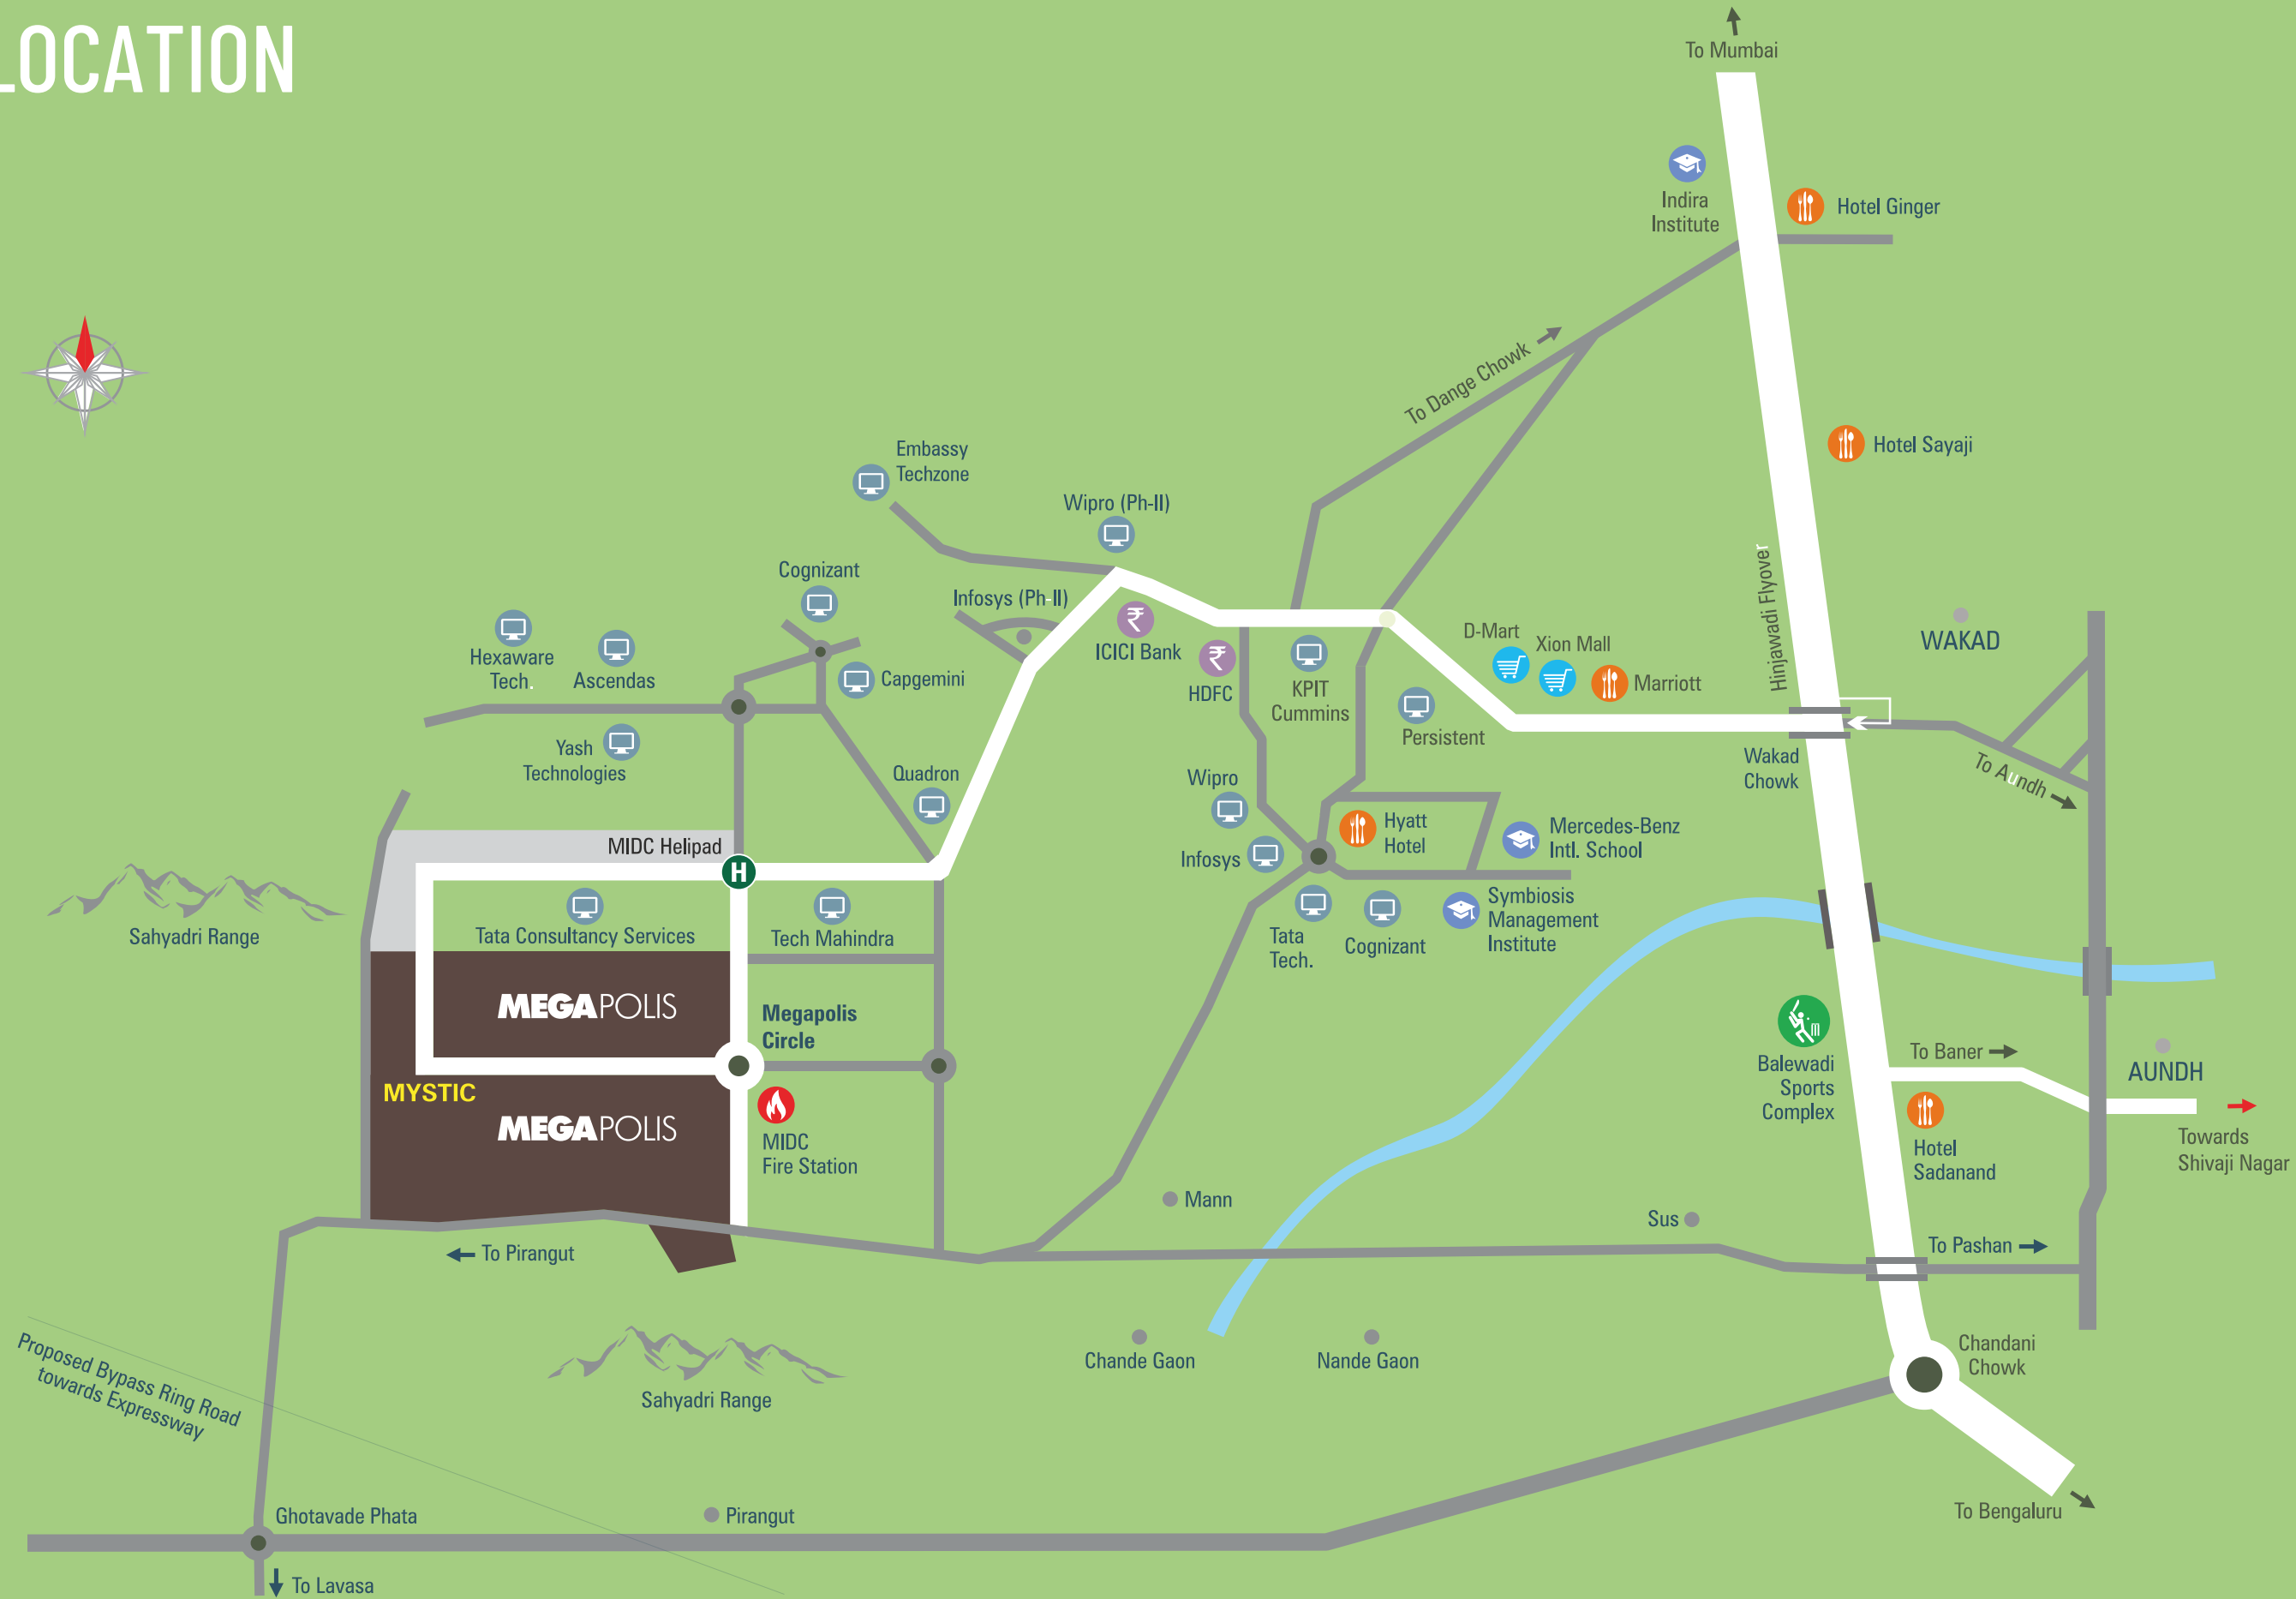 LOCATION
To Mumbai
Indira
Institute
Hotel Ginger
To Dange Chowk
Hotel Sayaji
Embassy
Techzone
Wipro (Ph-II)
Cognizant
Infosys (Ph-II)
Hinjawadi Flyover
WAKAD
Hexaware
Tech.
Ascendas
Capgemini
₹
ICICI Bank
₹
HDFC
KPIT
Cummins
D-Mart
Xion Mall
Marriott
Persistent
Yash
Technologies
Quadron
Wakad
Chowk
To Aundh
Wipro
Infosys
Hyatt
Hotel
Mercedes-Benz
Intl. School
MIDC Helipad
H
Sahyadri Range
Tata Consultancy Services
Tech Mahindra
Tata
Tech.
Cognizant
Symbiosis
Management
Institute
MEGAPOLIS
Megapolis
Circle
Balewadi
Sports
Complex
To Baner
AUNDH
MYSTIC
MEGAPOLIS
MIDC
Fire Station
Hotel
Sadanand
Towards
Shivaji Nagar
Mann
Sus
To Pashan
To Pirangut
Chande Gaon
Nande Gaon
Chandani
Chowk
Proposed Bypass Ring Road
towards Expressway
Sahyadri Range
Ghotavade Phata
Pirangut
To Bengaluru
To Lavasa